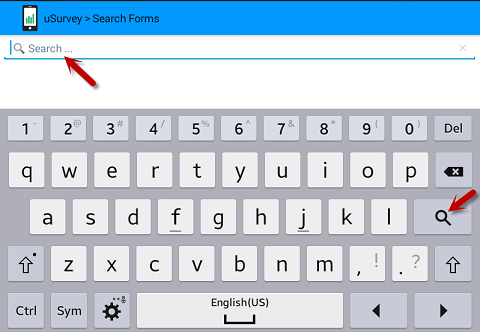 uSurvey > Search Forms
Search ...
1 - 2 @ 3 # 4 / 5 % 6 ^ 7 & 8 * 9 ( 0 ) Del
q w e r t y u i o p
a s d f g h j k l
z x c v b n m , ! . ?
Ctrl Sym English(US)